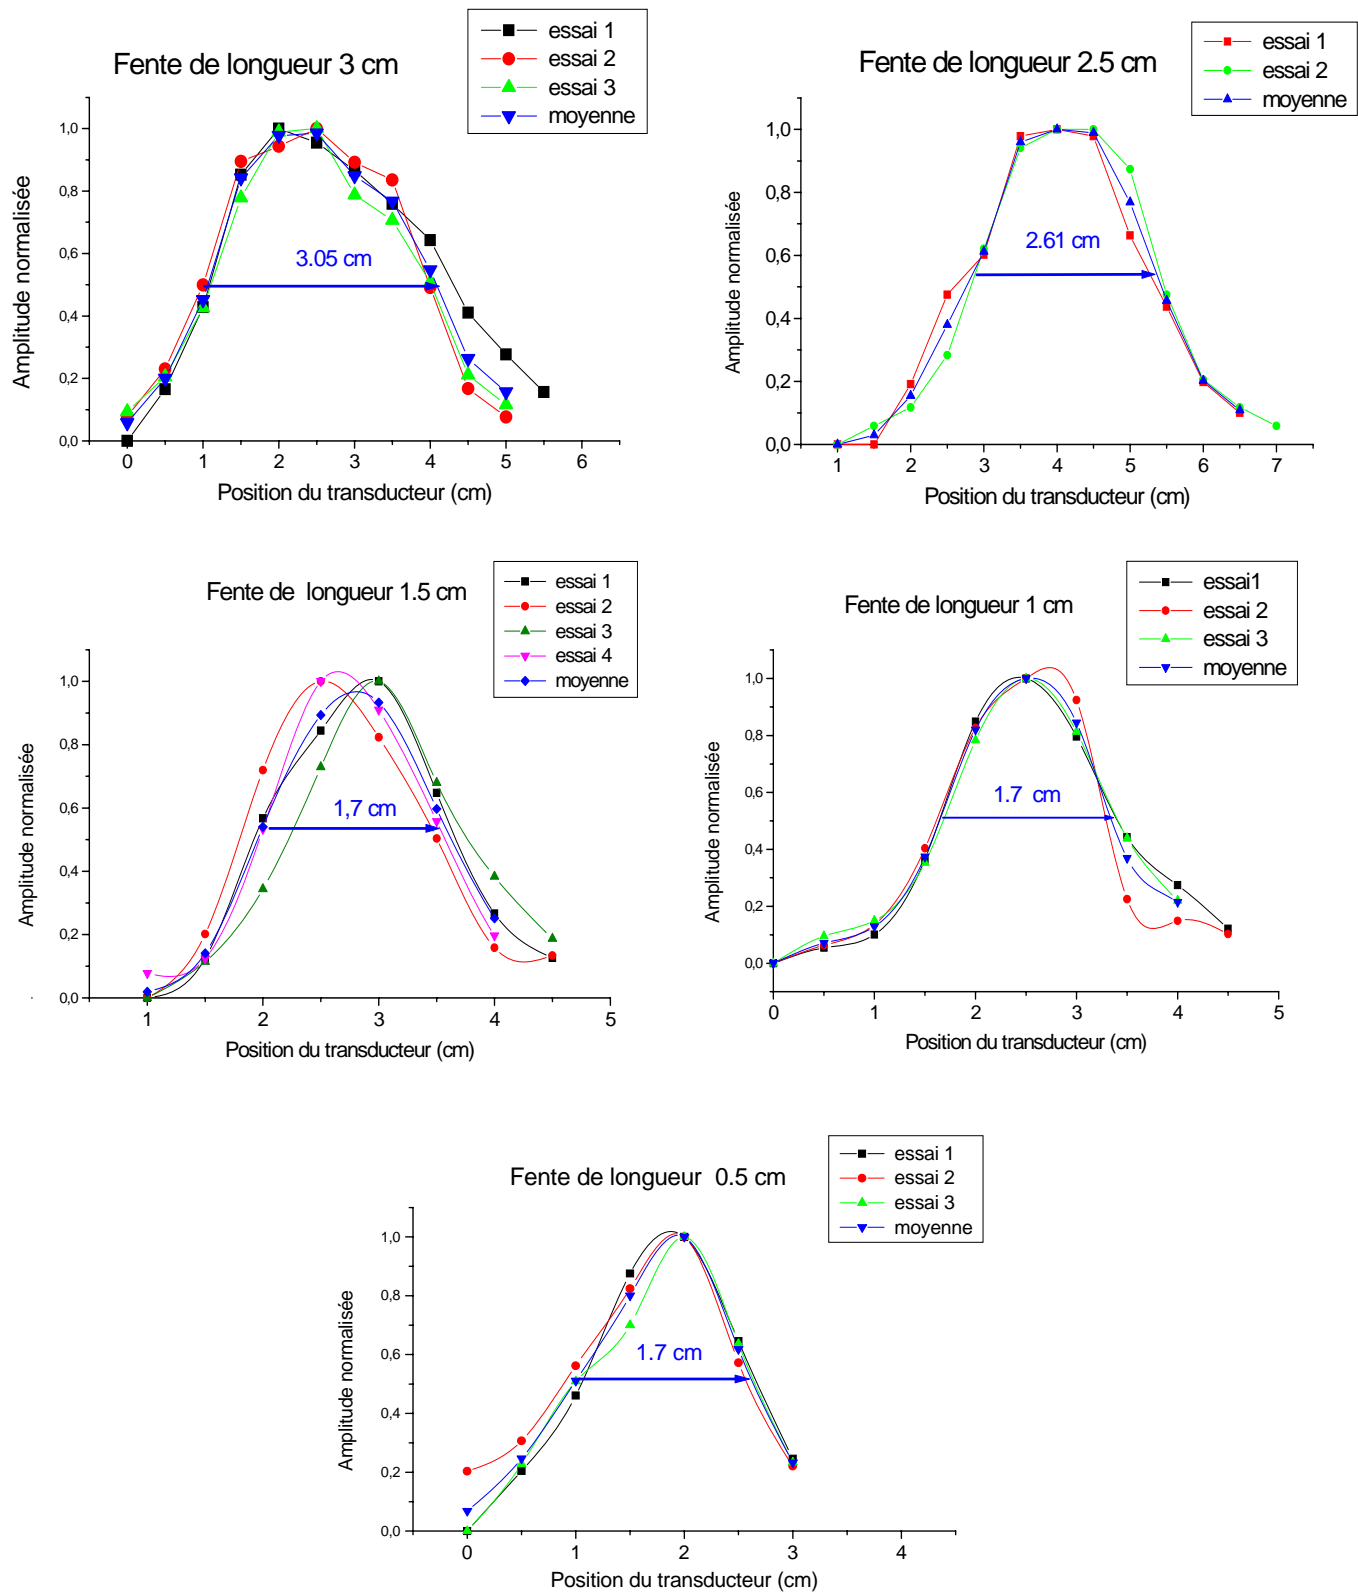 Fente de longueur 3 cm
essai 1
essai 2
essai 3
moyenne
Amplitude normalisée
1,0
0,8
0,6
0,4
0,2
0,0
3.05 cm
0 1 2 3 4 5 6
Position du transducteur (cm)
Fente de longueur 2.5 cm
essai 1
essai 2
moyenne
Amplitude normalisée
1,0
0,8
0,6
0,4
0,2
0,0
2.61 cm
1 2 3 4 5 6 7
Position du transducteur (cm)
Fente de longueur 1.5 cm
essai 1
essai 2
essai 3
essai 4
moyenne
Amplitude normalisée
1,0
0,8
0,6
0,4
0,2
0,0
1,7 cm
1 2 3 4 5
Position du transducteur (cm)
Fente de longueur 1 cm
essai1
essai 2
essai 3
moyenne
Amplitude normalisée
1,0
0,8
0,6
0,4
0,2
0,0
1.7 cm
0 1 2 3 4 5
Position du transducteur (cm)
Fente de longueur 0.5 cm
essai 1
essai 2
essai 3
moyenne
Amplitude normalisée
1,0
0,8
0,6
0,4
0,2
0,0
1.7 cm
0 1 2 3 4
Position du transducteur (cm)